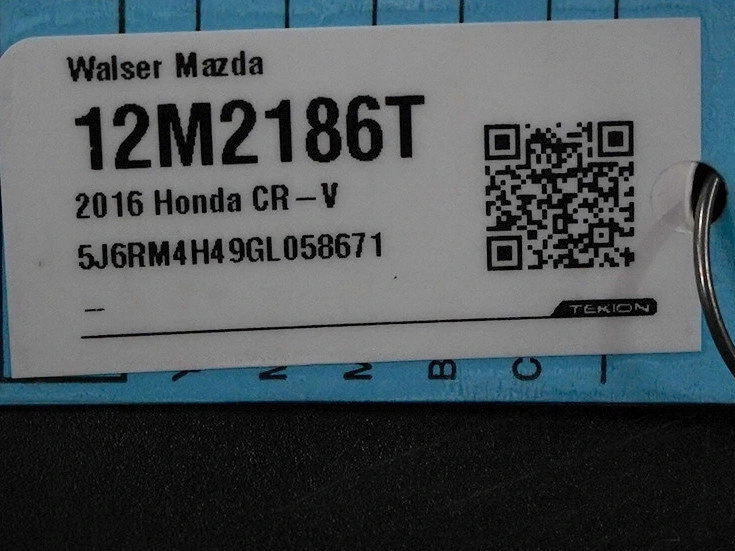 Walser Mazda
12M2186T
2016 Honda CR-V
5J6RM4H49GL058671
--
TEKION
B
C